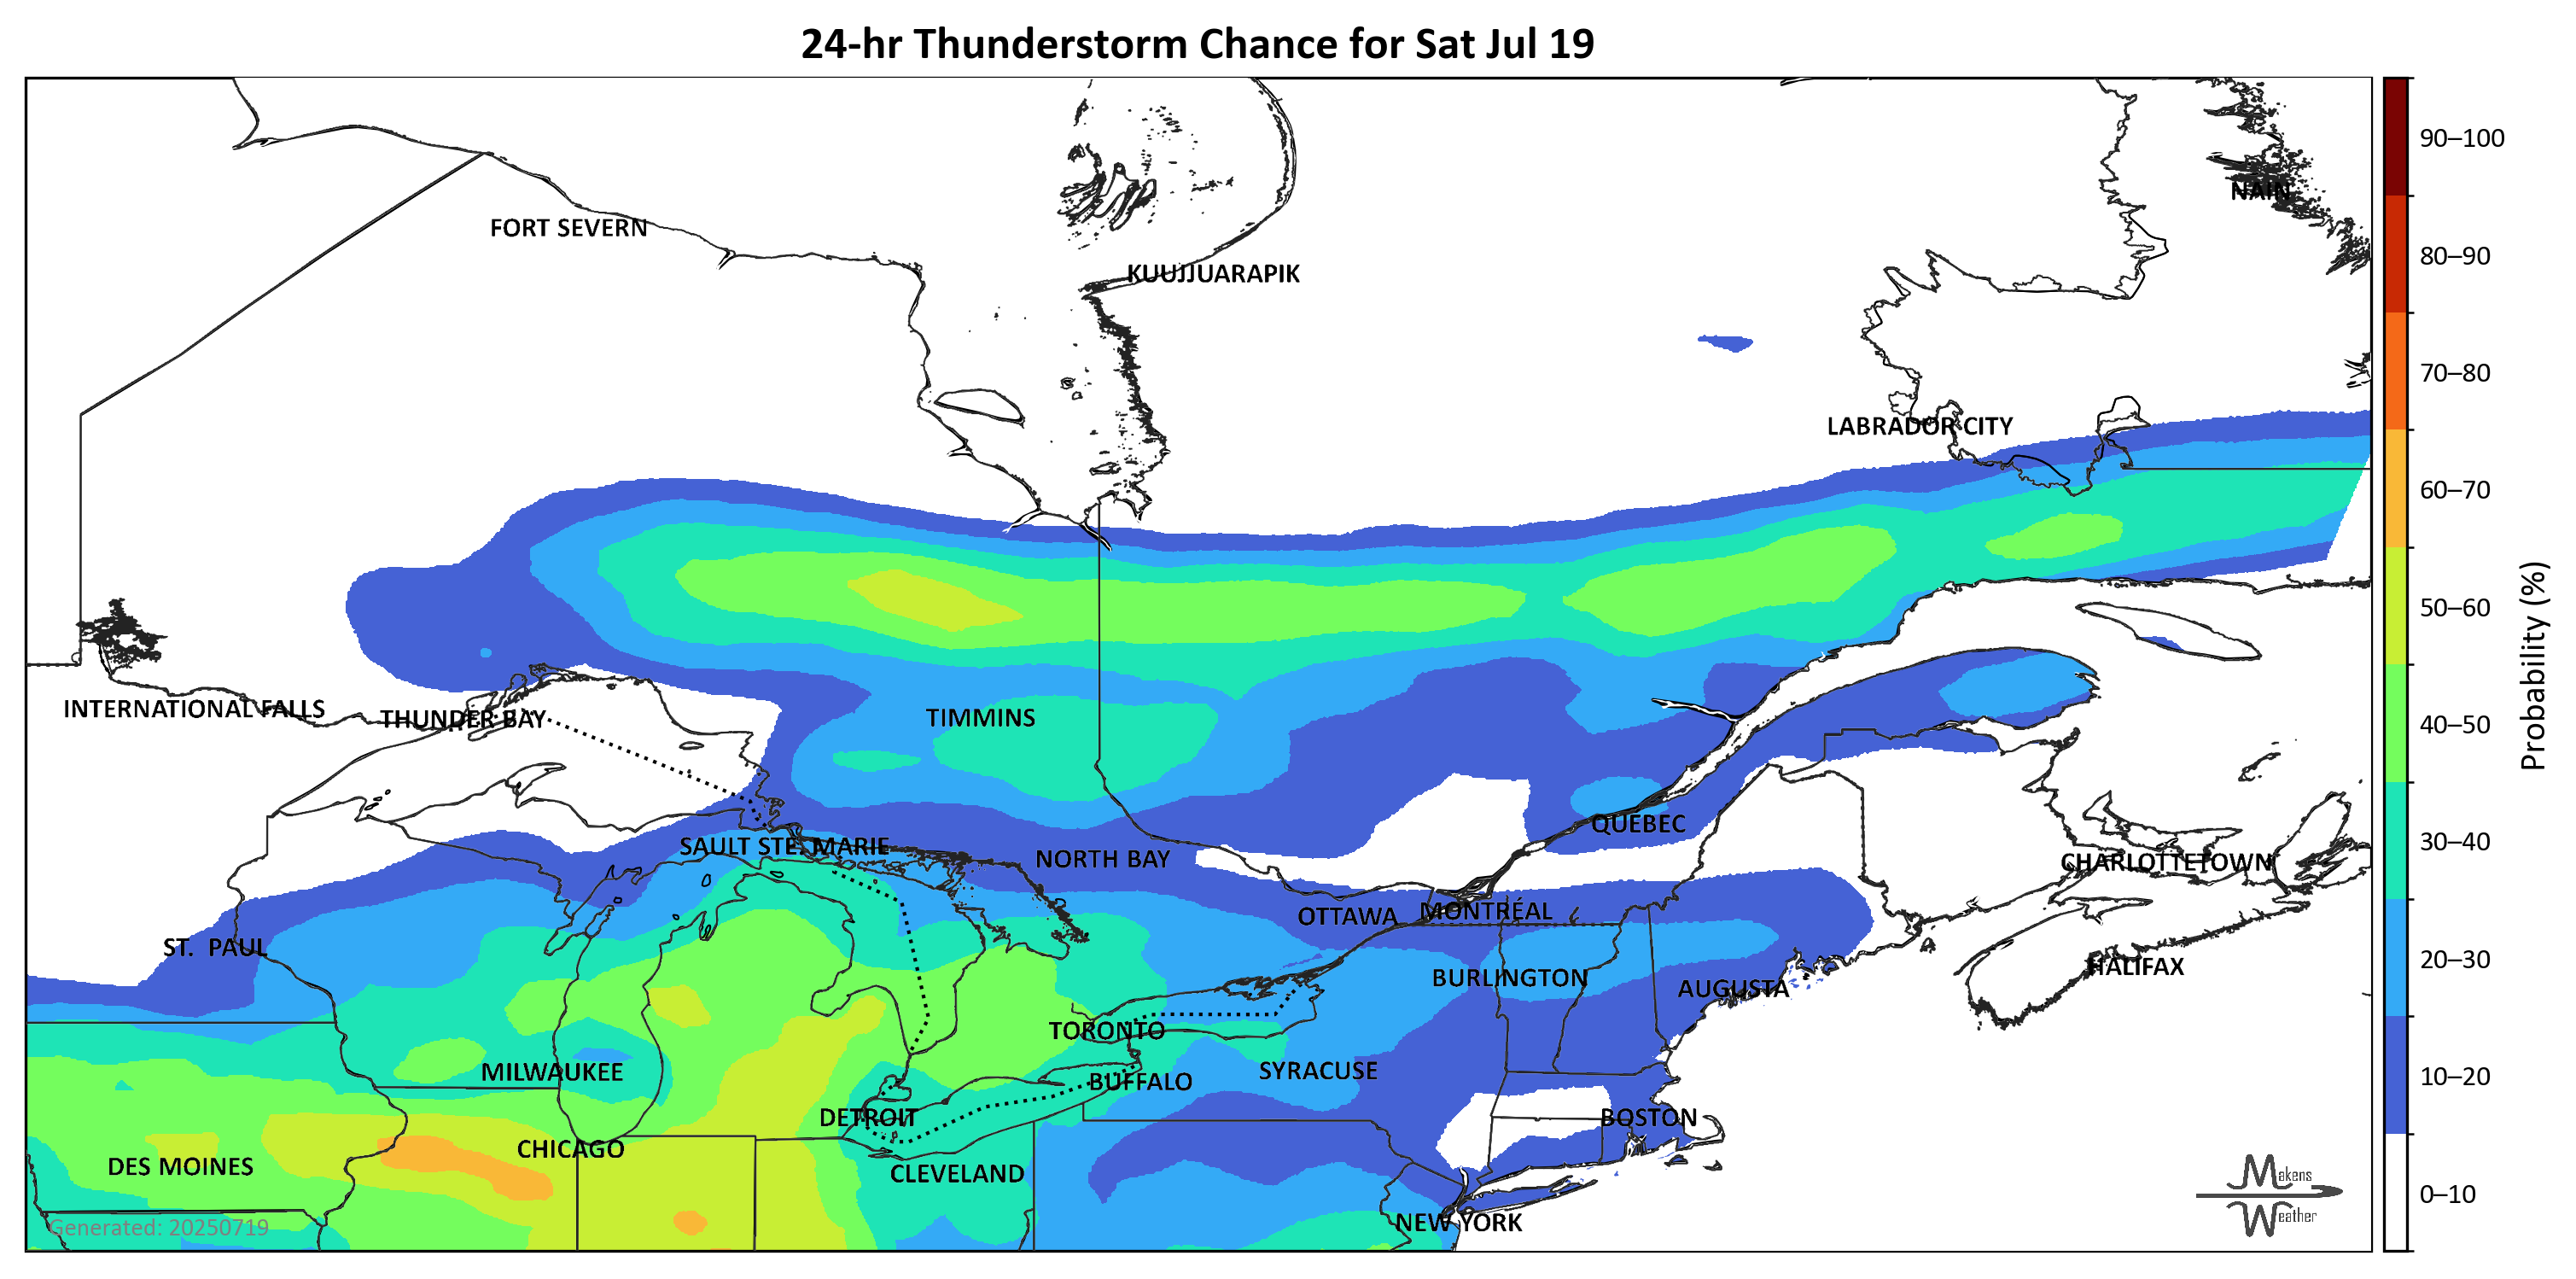 24-hr Thunderstorm Chance for Sat Jul 19
90–100
NAIN
FORT SEVERN
80–90
KUUJJUARAPIK
70–80
LABRADOR CITY
60–70
50–60
Probability (%)
INTERNATIONAL FALLS
THUNDER BAY
TIMMINS
40–50
QUEBEC
SAULT STE. MARIE
NORTH BAY
CHARLOTTETOWN
30–40
OTTAWA
MONTRÉAL
ST. PAUL
BURLINGTON
AUGUSTA
HALIFAX
20–30
TORONTO
MILWAUKEE
BUFFALO
SYRACUSE
10–20
DETROIT
BOSTON
CHICAGO
DES MOINES
CLEVELAND
Makens
Weather
0–10
NEW YORK
Generated: 20250719